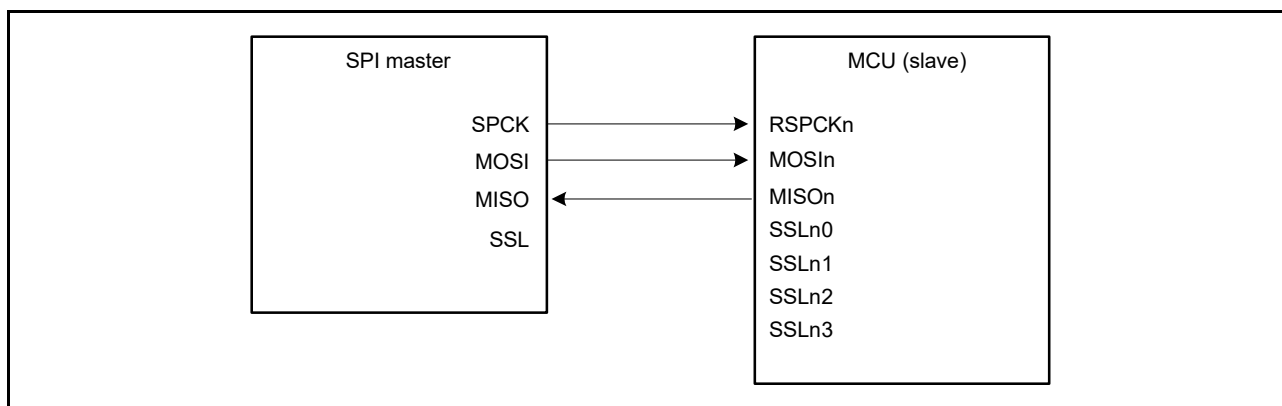 SPI master
SPCK
MOSI
MISO
SSL
MCU (slave)
RSPCKn
MOSIn
MISOn
SSLn0
SSLn1
SSLn2
SSLn3